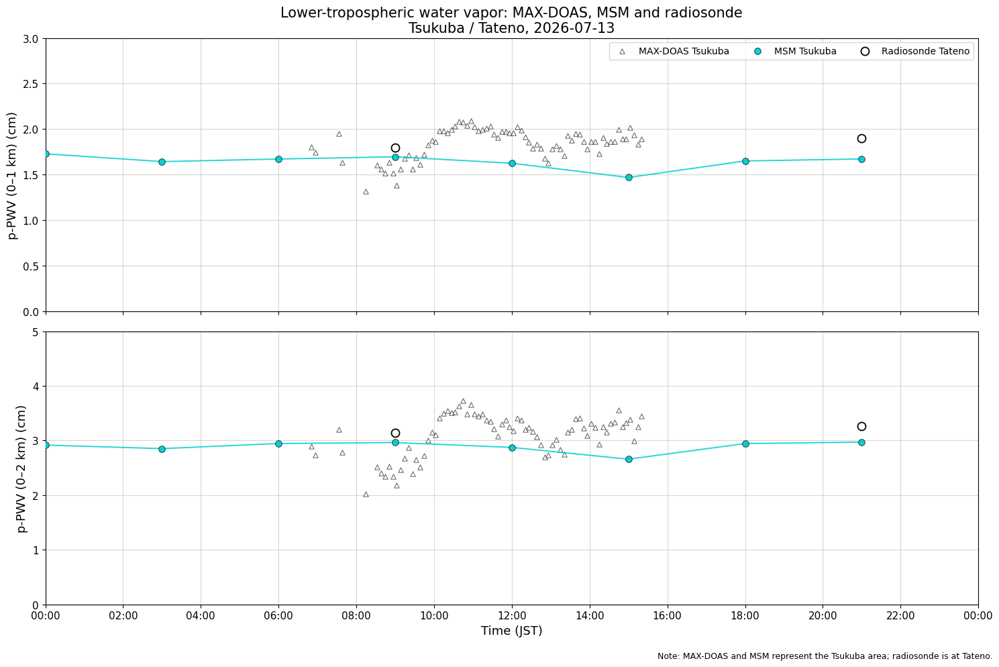 Lower-tropospheric water vapor: MAX-DOAS, MSM and radiosonde
Tsukuba / Tateno, 2026-07-13
MAX-DOAS Tsukuba
MSM Tsukuba
Radiosonde Tateno
p-PWV (0–1 km) (cm)
3.0
2.5
2.0
1.5
1.0
0.5
0.0
p-PWV (0–2 km) (cm)
5
4
3
2
1
0
00:00 02:00 04:00 06:00 08:00 10:00 12:00 14:00 16:00 18:00 20:00 22:00 00:00
Time (JST)
Note: MAX-DOAS and MSM represent the Tsukuba area; radiosonde is at Tateno.